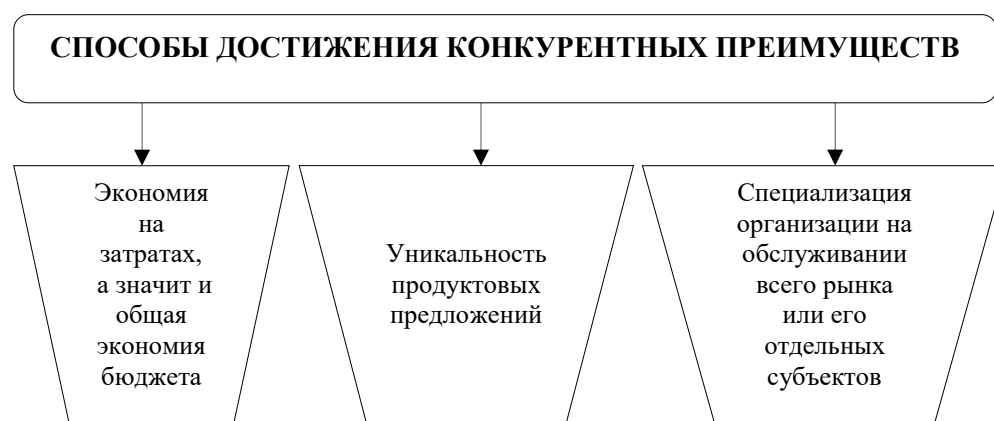 СПОСОБЫ ДОСТИЖЕНИЯ КОНКУРЕНТНЫХ ПРЕИМУЩЕСТВ
Экономия
на
затратах,
а значит и
общая
экономия
бюджета
Уникальность
продуктовых
предложений
Специализация
организации на
обслуживании
всего рынка
или его
отдельных
субъектов